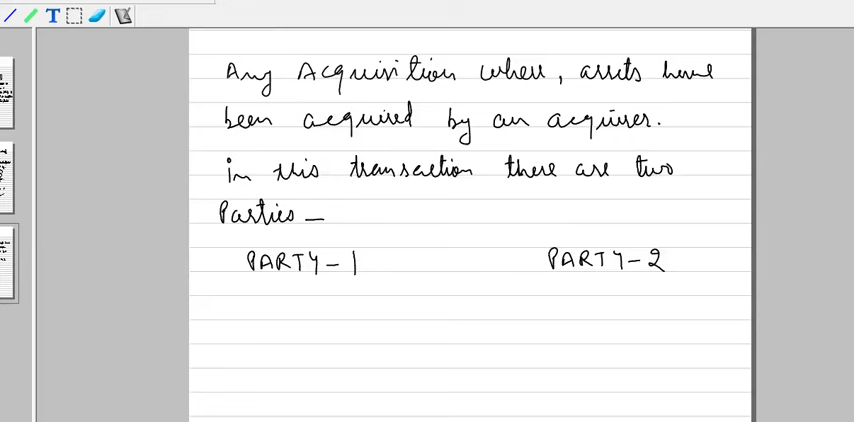 Any Acquisition where, assets have
been acquired by an acquirer.
in this transaction there are two
Parties –
PARTY – 1 PARTY – 2